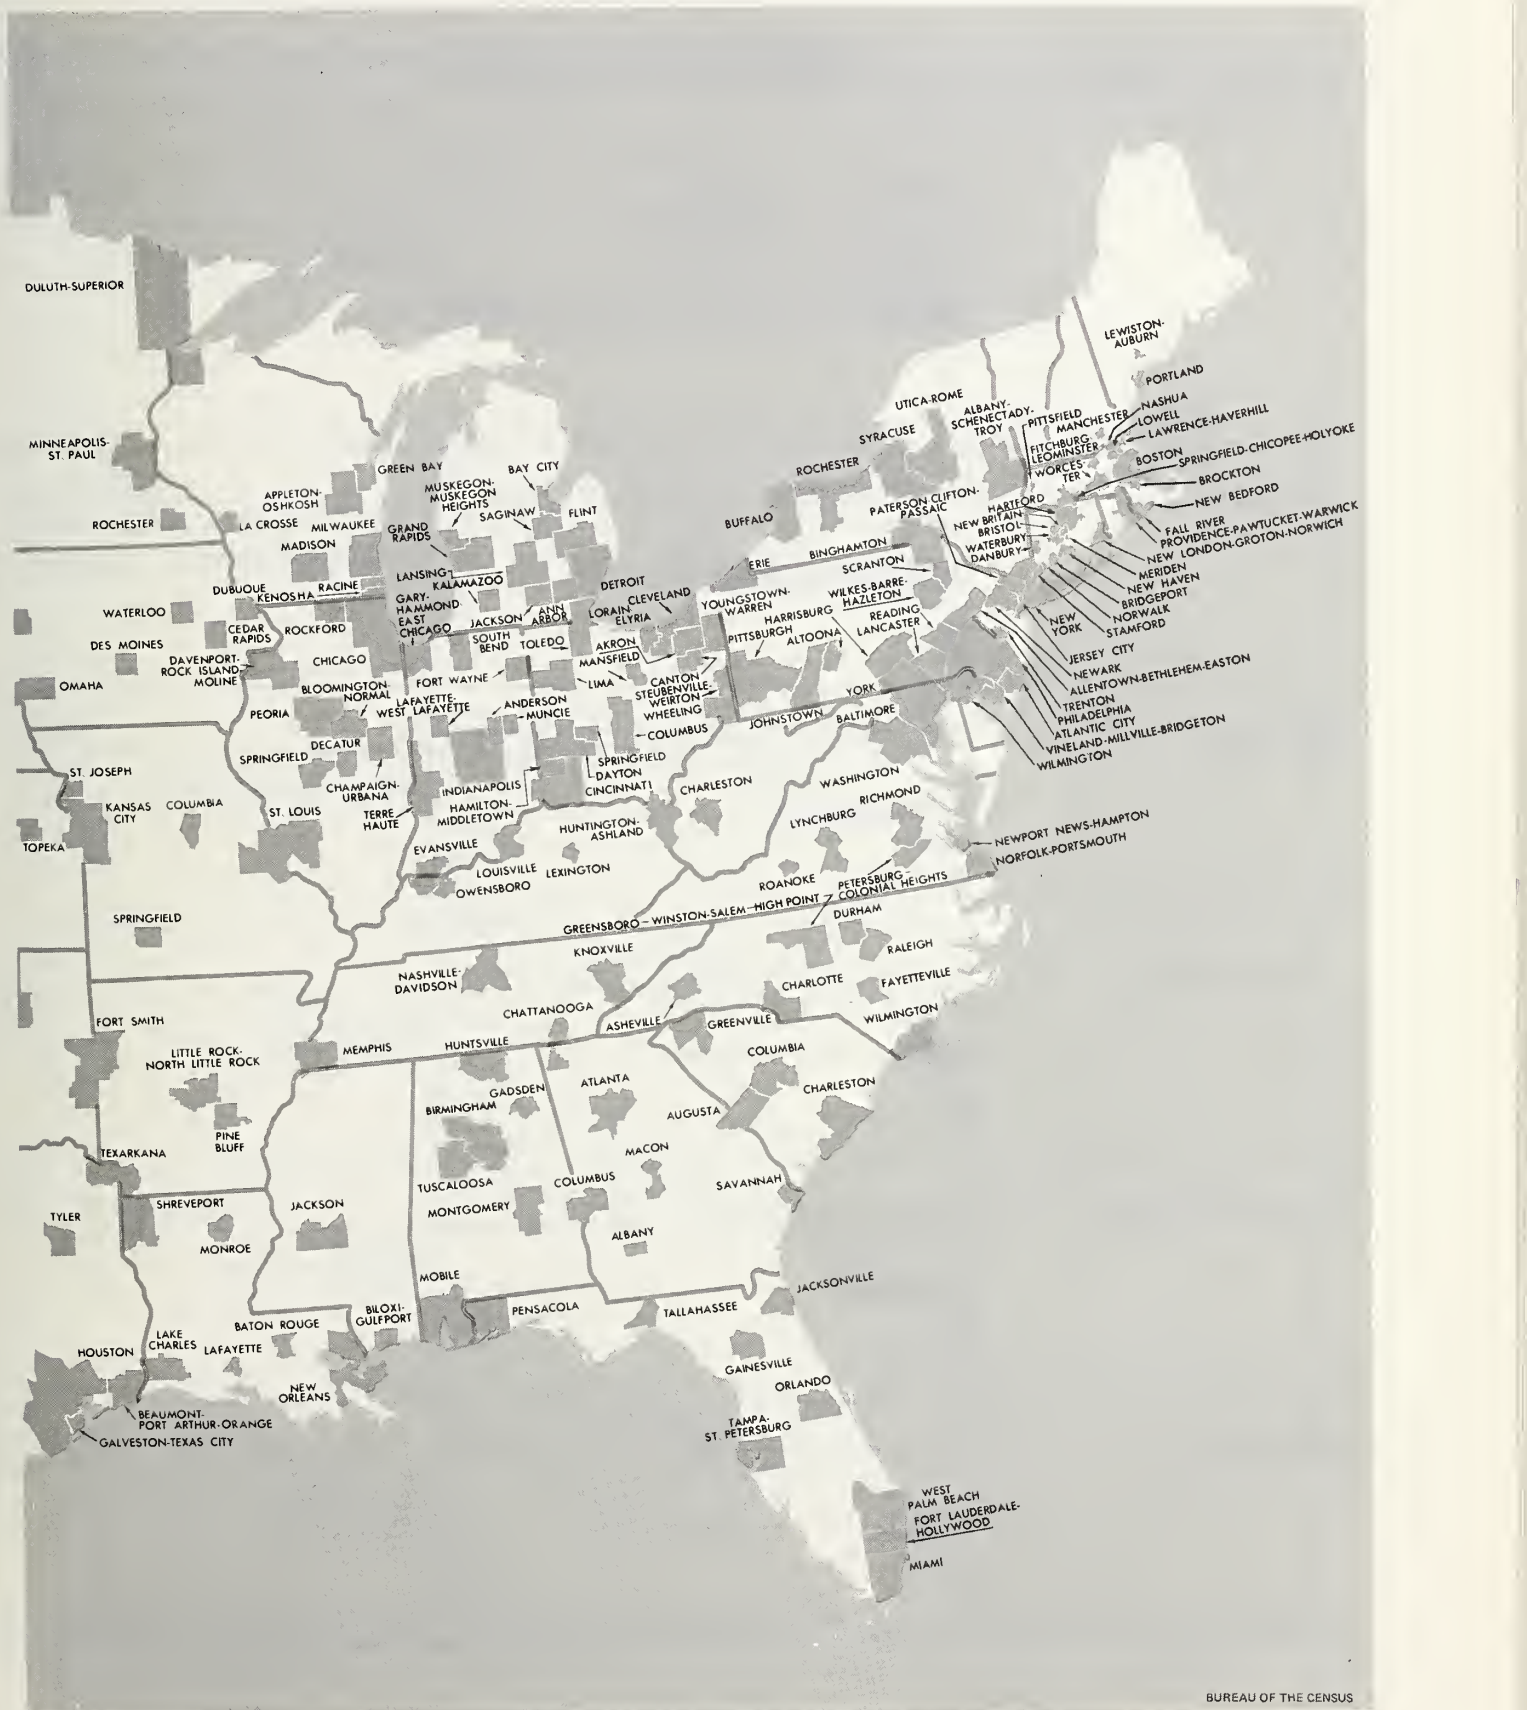 DULUTH-SUPERIOR
MINNEAPOLIS-
ST. PAUL
ROCHESTER
LA CROSSE
GREEN BAY
APPLETON-
OSHKOSH
MILWAUKEE
MADISON
RACINE
KENOSHA
DUBUQUE
WATERLOO
CEDAR
RAPIDS
DES MOINES
DAVENPORT-
ROCK ISLAND-
MOLINE
OMAHA
ROCKFORD
CHICAGO
BLOOMINGTON-
NORMAL
PEORIA
DECATUR
SPRINGFIELD
CHAMPAIGN-
URBANA
ST. JOSEPH
KANSAS
CITY
COLUMBIA
ST. LOUIS
TOPEKA
SPRINGFIELD
MUSKEGON-
MUSKEGON
HEIGHTS
BAY CITY
SAGINAW
FLINT
GRAND
RAPIDS
LANSING
KALAMAZOO
GARY-
HAMMOND-
EAST
CHICAGO
JACKSON
ANN
ARBOR
DETROIT
SOUTH
BEND
TOLEDO
LORAIN-
ELYRIA
CLEVELAND
AKRON
MANSFIELD
FORT WAYNE
LIMA
CANTON
STEUBENVILLE-
WEIRTON
WHEELING
LAFAYETTE-
WEST LAFAYETTE
ANDERSON
MUNCIE
COLUMBUS
SPRINGFIELD
DAYTON
CINCINNATI
INDIANAPOLIS
HAMILTON-
MIDDLETOWN
TERRE
HAUTE
EVANSVILLE
LOUISVILLE
OWENSBORO
LEXINGTON
HUNTINGTON-
ASHLAND
CHARLESTON
YOUNGSTOWN-
WARREN
PITTSBURGH
ERIE
BUFFALO
ROCHESTER
SYRACUSE
UTICA-ROME
ALBANY-
SCHENECTADY-
TROY
BINGHAMTON
SCRANTON
WILKES-BARRE-
HAZLETON
HARRISBURG
ALTOONA
READING
LANCASTER
YORK
JOHNSTOWN
BALTIMORE
WASHINGTON
PATERSON-CLIFTON-
PASSAIC
LEWISTON-
AUBURN
PORTLAND
PITTSFIELD
MANCHESTER
NASHUA
LOWELL
LAWRENCE-HAVERHILL
FITCHBURG-
LEOMINSTER
WORCES-
TER
BOSTON
SPRINGFIELD-CHICOPEE-HOLYOKE
BROCKTON
NEW BEDFORD
FALL RIVER
PROVIDENCE-PAWTUCKET-WARWICK
NEW LONDON-GROTON-NORWICH
HARTFORD
NEW BRITAIN
BRISTOL
WATERBURY
DANBURY
MERIDEN
NEW HAVEN
BRIDGEPORT
NORWALK
STAMFORD
NEW
YORK
JERSEY CITY
NEWARK
ALLENTOWN-BETHLEHEM-EASTON
TRENTON
PHILADELPHIA
ATLANTIC CITY
VINELAND-MILLVILLE-BRIDGETON
WILMINGTON
RICHMOND
LYNCHBURG
ROANOKE
PETERSBURG-
COLONIAL HEIGHTS
NEWPORT NEWS-HAMPTON
NORFOLK-PORTSMOUTH
GREENSBORO-WINSTON-SALEM-HIGH POINT
DURHAM
RALEIGH
CHARLOTTE
FAYETTEVILLE
WILMINGTON
KNOXVILLE
NASHVILLE-
DAVIDSON
CHATTANOOGA
ASHEVILLE
GREENVILLE
FORT SMITH
LITTLE ROCK-
NORTH LITTLE ROCK
PINE
BLUFF
MEMPHIS
HUNTSVILLE
GADSDEN
BIRMINGHAM
ATLANTA
COLUMBIA
CHARLESTON
AUGUSTA
MACON
SAVANNAH
TEXARKANA
TUSCALOOSA
COLUMBUS
MONTGOMERY
ALBANY
TYLER
SHREVEPORT
MONROE
JACKSON
MOBILE
PENSACOLA
TALLAHASSEE
JACKSONVILLE
BILOXI-
GULFPORT
BATON ROUGE
LAKE
CHARLES
LAFAYETTE
HOUSTON
NEW
ORLEANS
BEAUMONT-
PORT ARTHUR-ORANGE
GALVESTON-TEXAS CITY
GAINESVILLE
ORLANDO
TAMPA-
ST. PETERSBURG
WEST
PALM BEACH
FORT LAUDERDALE-
HOLLYWOOD
MIAMI
BUREAU OF THE CENSUS